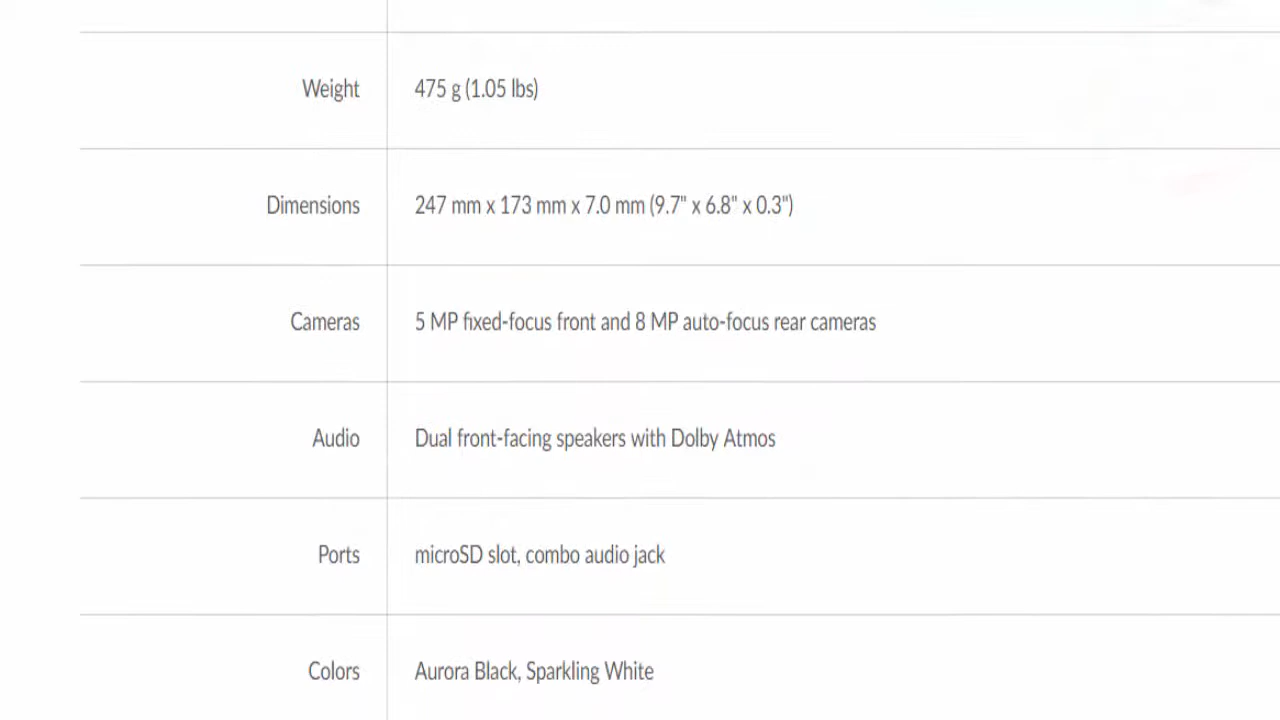 Weight 475 g (1.05 lbs)
Dimensions 247 mm x 173 mm x 7.0 mm (9.7" x 6.8" x 0.3")
Cameras 5 MP fixed-focus front and 8 MP auto-focus rear cameras
Audio Dual front-facing speakers with Dolby Atmos
Ports microSD slot, combo audio jack
Colors Aurora Black, Sparkling White